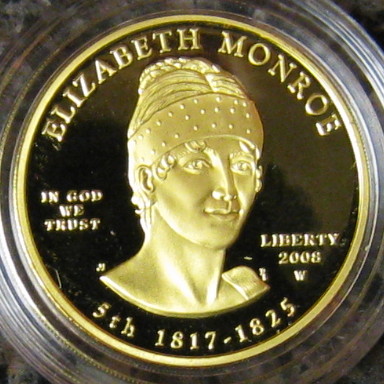 ELIZABETH MONROE
IN GOD
WE
TRUST
LIBERTY
2008
W
5th 1817-1825